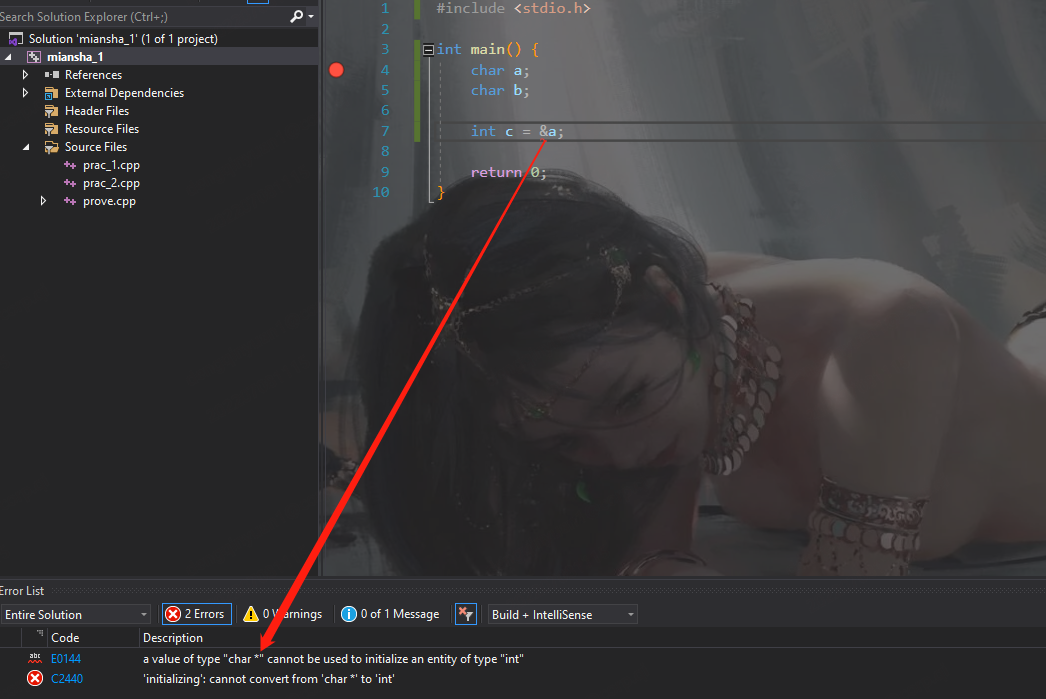 Search Solution Explorer (Ctrl+;)
Solution 'miansha_1' (1 of 1 project)
miansha_1
References
External Dependencies
Header Files
Resource Files
Source Files
prac_1.cpp
prac_2.cpp
prove.cpp
1 #include <stdio.h>
2
3 int main() {
4 char a;
5 char b;
6
7 int c = &a;
8
9 return 0;
10 }
Error List
Entire Solution 2 Errors 0 Warnings 0 of 1 Message Build + IntelliSense
Code Description
abc E0144 a value of type "char *" cannot be used to initialize an entity of type "int"
C2440 'initializing': cannot convert from 'char *' to 'int'